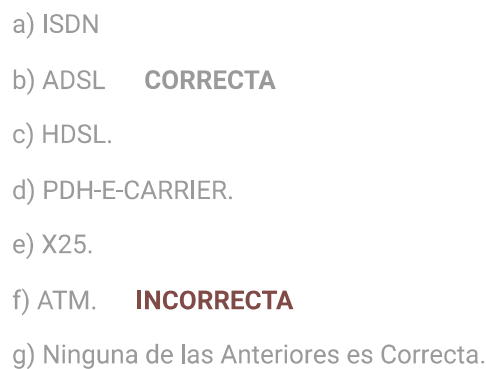 a) ISDN
b) ADSL CORRECTA
c) HDSL.
d) PDH-E-CARRIER.
e) X25.
f) ATM. INCORRECTA
g) Ninguna de las Anteriores es Correcta.